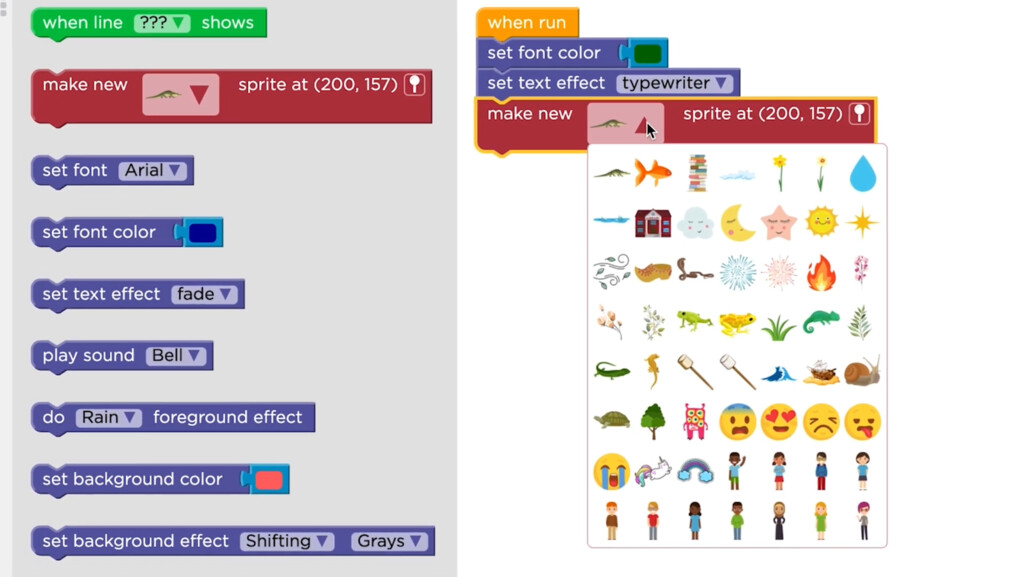 when line ??? shows
make new sprite at (200, 157)
set font Arial
set font color
set text effect fade
play sound Bell
do Rain foreground effect
set background color
set background effect Shifting Grays
when run
set font color
set text effect typewriter
make new sprite at (200, 157)